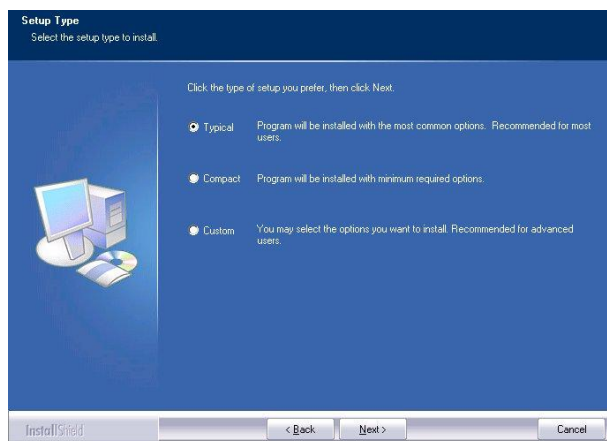 Setup Type
Select the setup type to install.
Click the type of setup you prefer, then click Next.
Typical Program will be installed with the most common options. Recommended for most
users.
Compact Program will be installed with minimum required options.
Custom You may select the options you want to install. Recommended for advanced
users.
InstallShield
< Back Next > Cancel